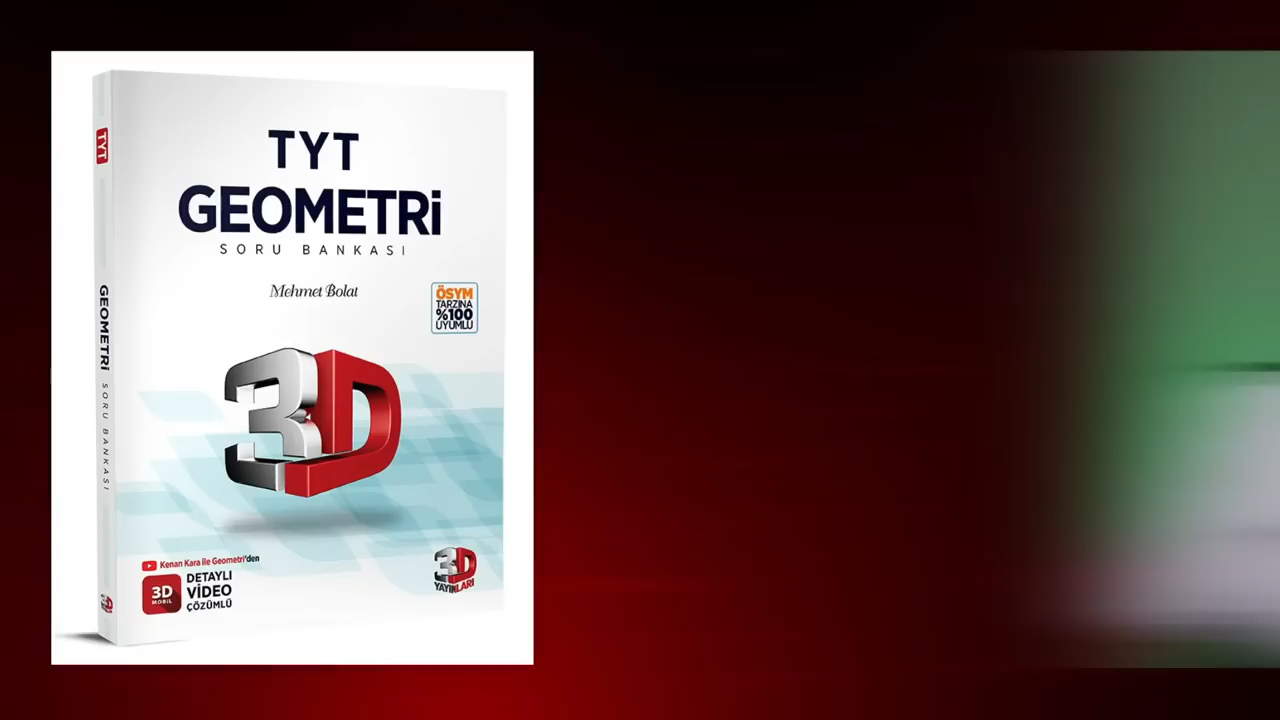 TYT
GEOMETRİ
SORU BANKASI
Mehmet Bolat
ÖSYM
TARZINA
%100
UYUMLU
3D
Kenan Kara ile Geometri'den
3D
MOBİL
DETAYLI
VİDEO
ÇÖZÜMLÜ
3D
YAYINLARI
TYT
GEOMETRİ SORU BANKASI
3D